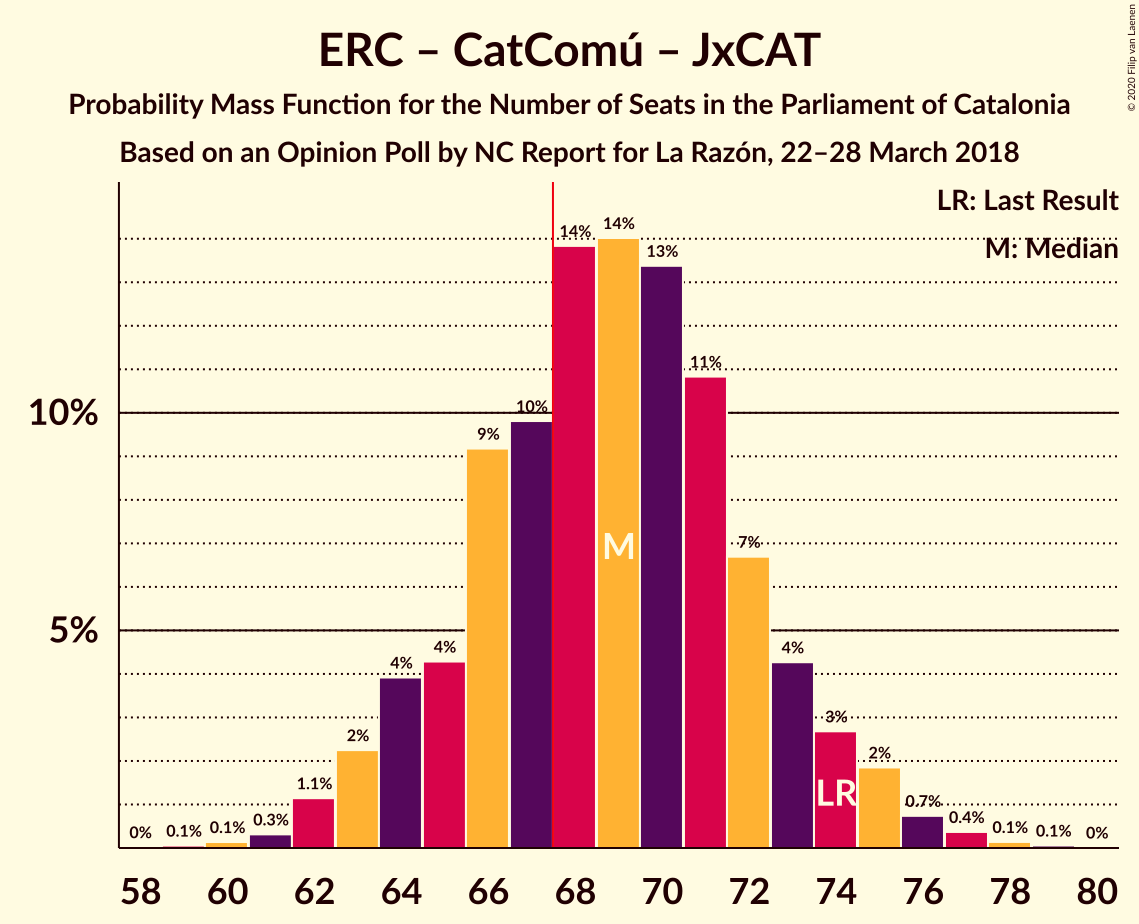 ERC – CatComú – JxCAT
Probability Mass Function for the Number of Seats in the Parliament of Catalonia
Based on an Opinion Poll by NC Report for La Razón, 22–28 March 2018
© 2020 Filip van Laenen
LR: Last Result
M: Median
10%
5%
0%
0.1%
0.1%
0.3%
1.1%
2%
4%
4%
9%
10%
14%
14%
13%
11%
7%
4%
3%
2%
0.7%
0.4%
0.1%
0.1%
0%
M
LR
58 60 62 64 66 68 70 72 74 76 78 80